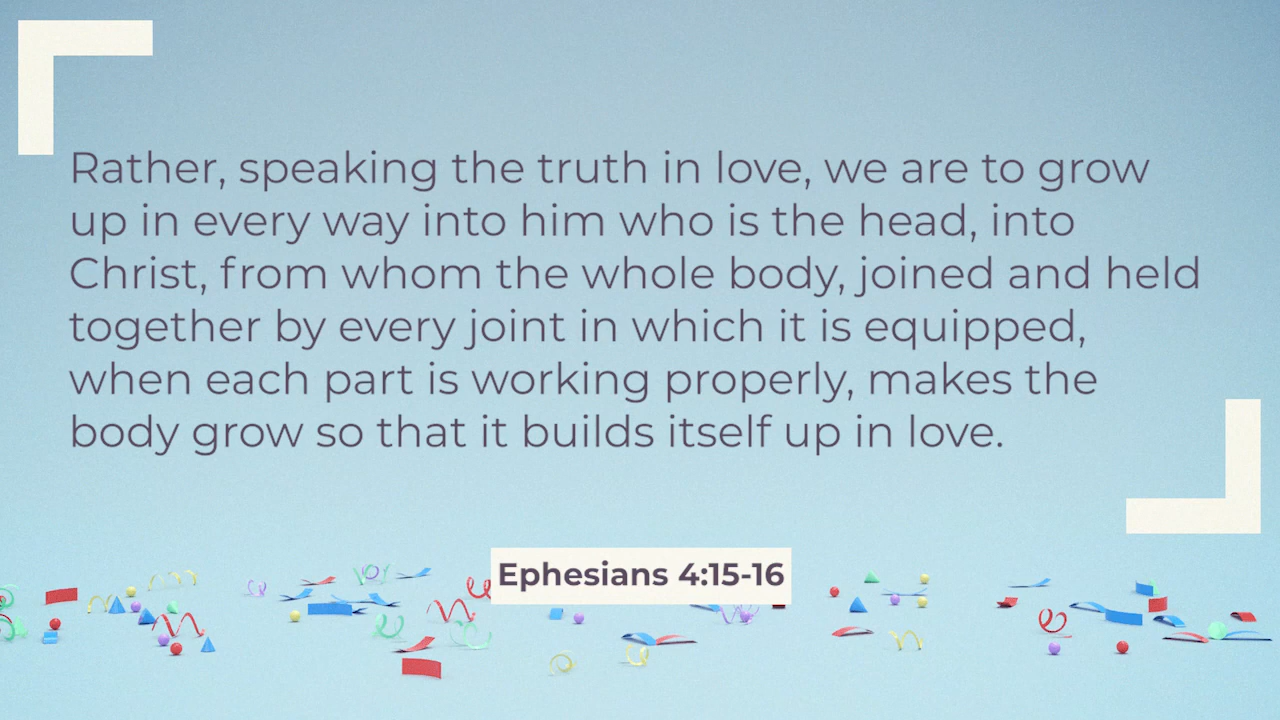 Rather, speaking the truth in love, we are to grow
up in every way into him who is the head, into
Christ, from whom the whole body, joined and held
together by every joint in which it is equipped,
when each part is working properly, makes the
body grow so that it builds itself up in love.
Ephesians 4:15-16